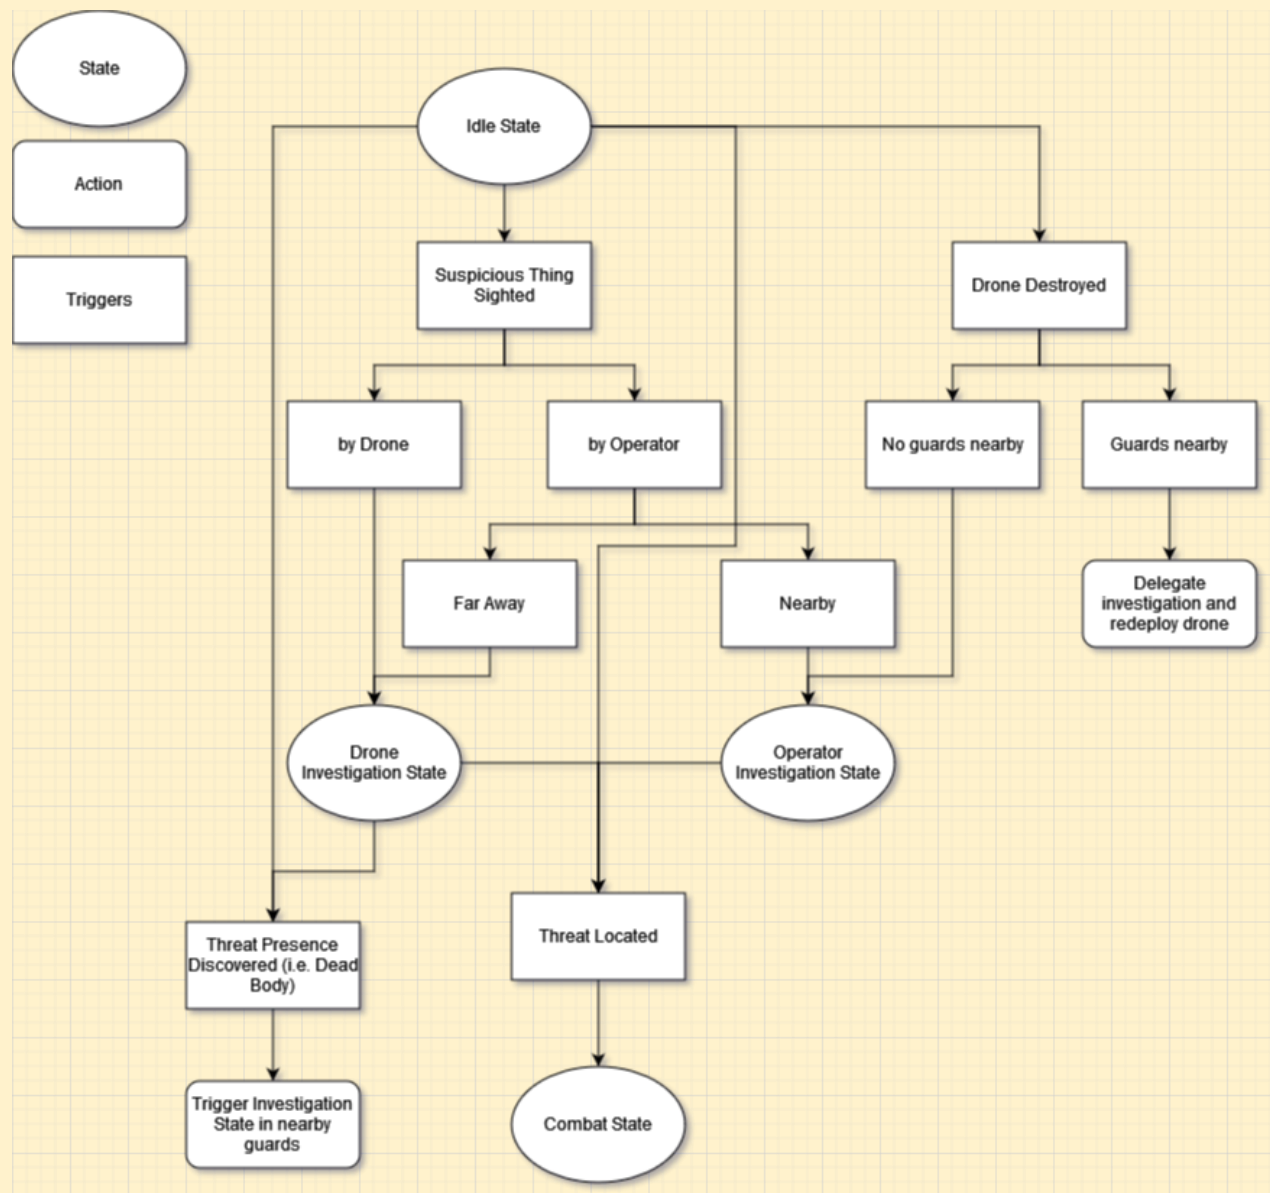 State
Action
Triggers
Idle State
Suspicious Thing
Sighted
Drone Destroyed
by Drone
by Operator
No guards nearby
Guards nearby
Far Away
Nearby
Delegate
investigation and
redeploy drone
Drone
Investigation State
Operator
Investigation State
Threat Presence
Discovered (i.e. Dead
Body)
Threat Located
Trigger Investigation
State in nearby
guards
Combat State